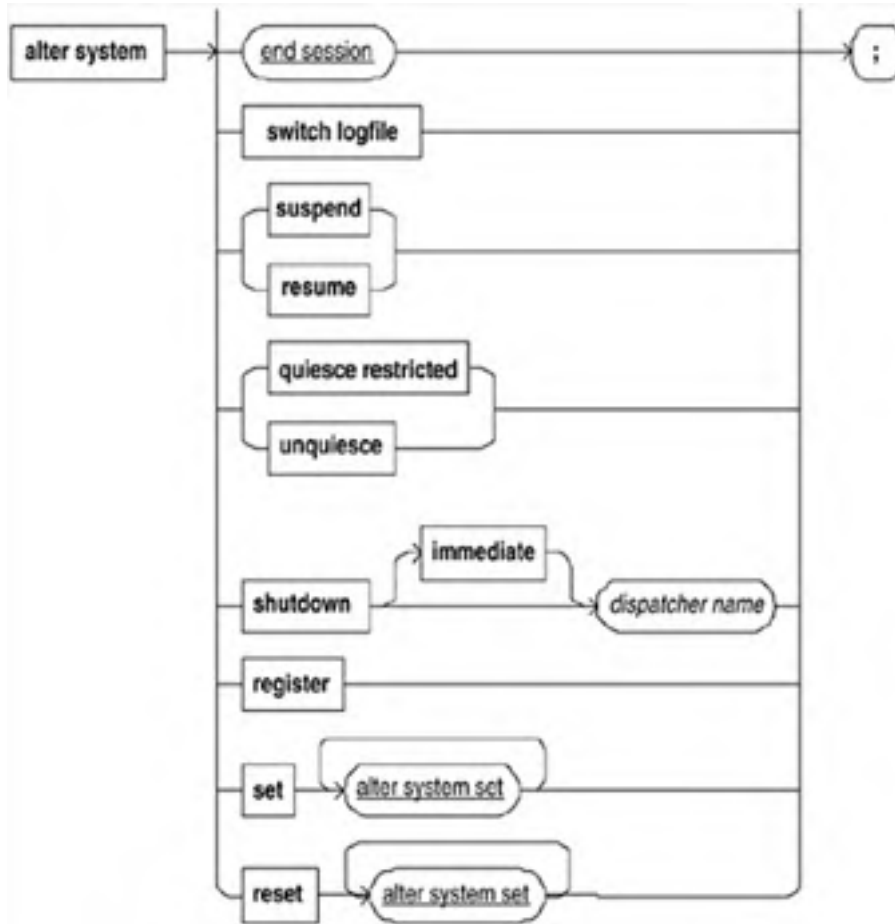 alter system
end session
;
switch logfile
suspend
resume
quiesce restricted
unquiesce
immediate
shutdown
dispatcher name
register
set
alter system set
reset
alter system set